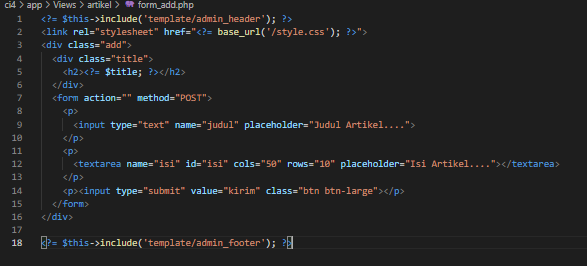 ci4 > app > Views > artikel > form_add.php
1 <?= $this->include('template/admin_header'); ?>
2 <link rel="stylesheet" href="<?= base_url('/style.css'); ?>">
3 <div class="add">
4 <div class="title">
5 <h2><?= $title; ?></h2>
6 </div>
7 <form action="" method="POST">
8 <p>
9 <input type="text" name="judul" placeholder="Judul Artikel....">
10 </p>
11 <p>
12 <textarea name="isi" id="isi" cols="50" rows="10" placeholder="Isi Artikel...."></textarea>
13 </p>
14 <p><input type="submit" value="kirim" class="btn btn-large"></p>
15 </form>
16 </div>
17
18 <?= $this->include('template/admin_footer'); ?>